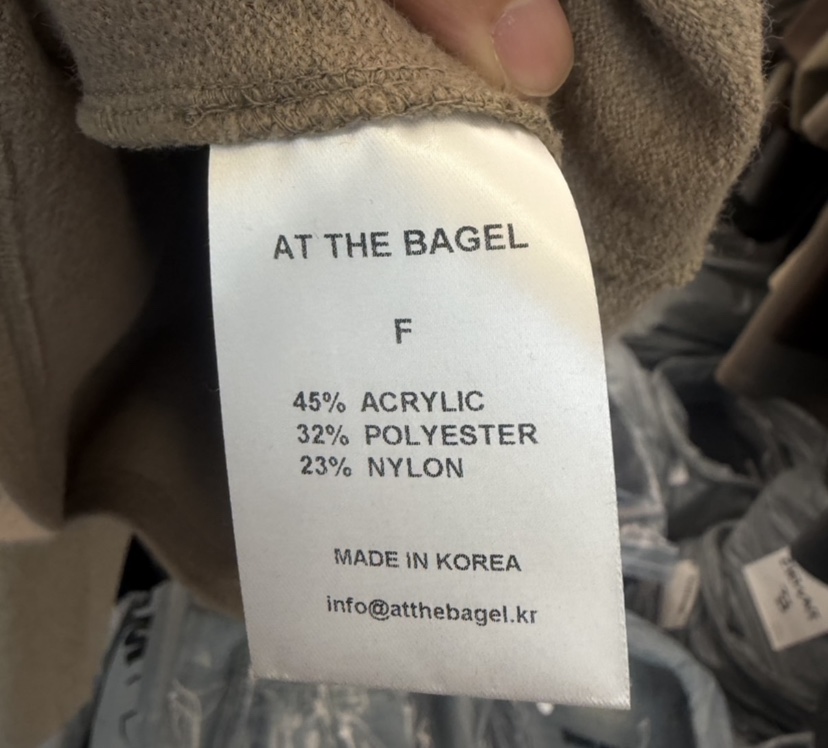 AT THE BAGEL
F
45% ACRYLIC
32% POLYESTER
23% NYLON
MADE IN KOREA
info@atthebagel.kr